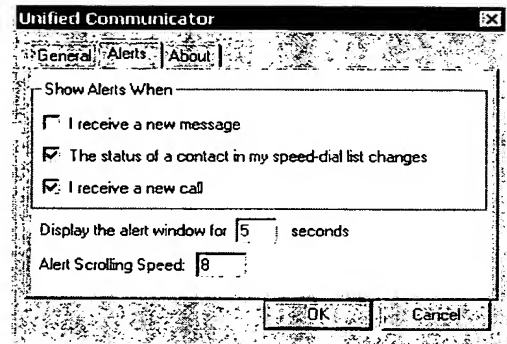 Unified Communicator
General Alerts About
Show Alerts When
I receive a new message
The status of a contact in my speed-dial list changes
I receive a new call
Display the alert window for 5 seconds
Alert Scrolling Speed: 8
OK Cancel